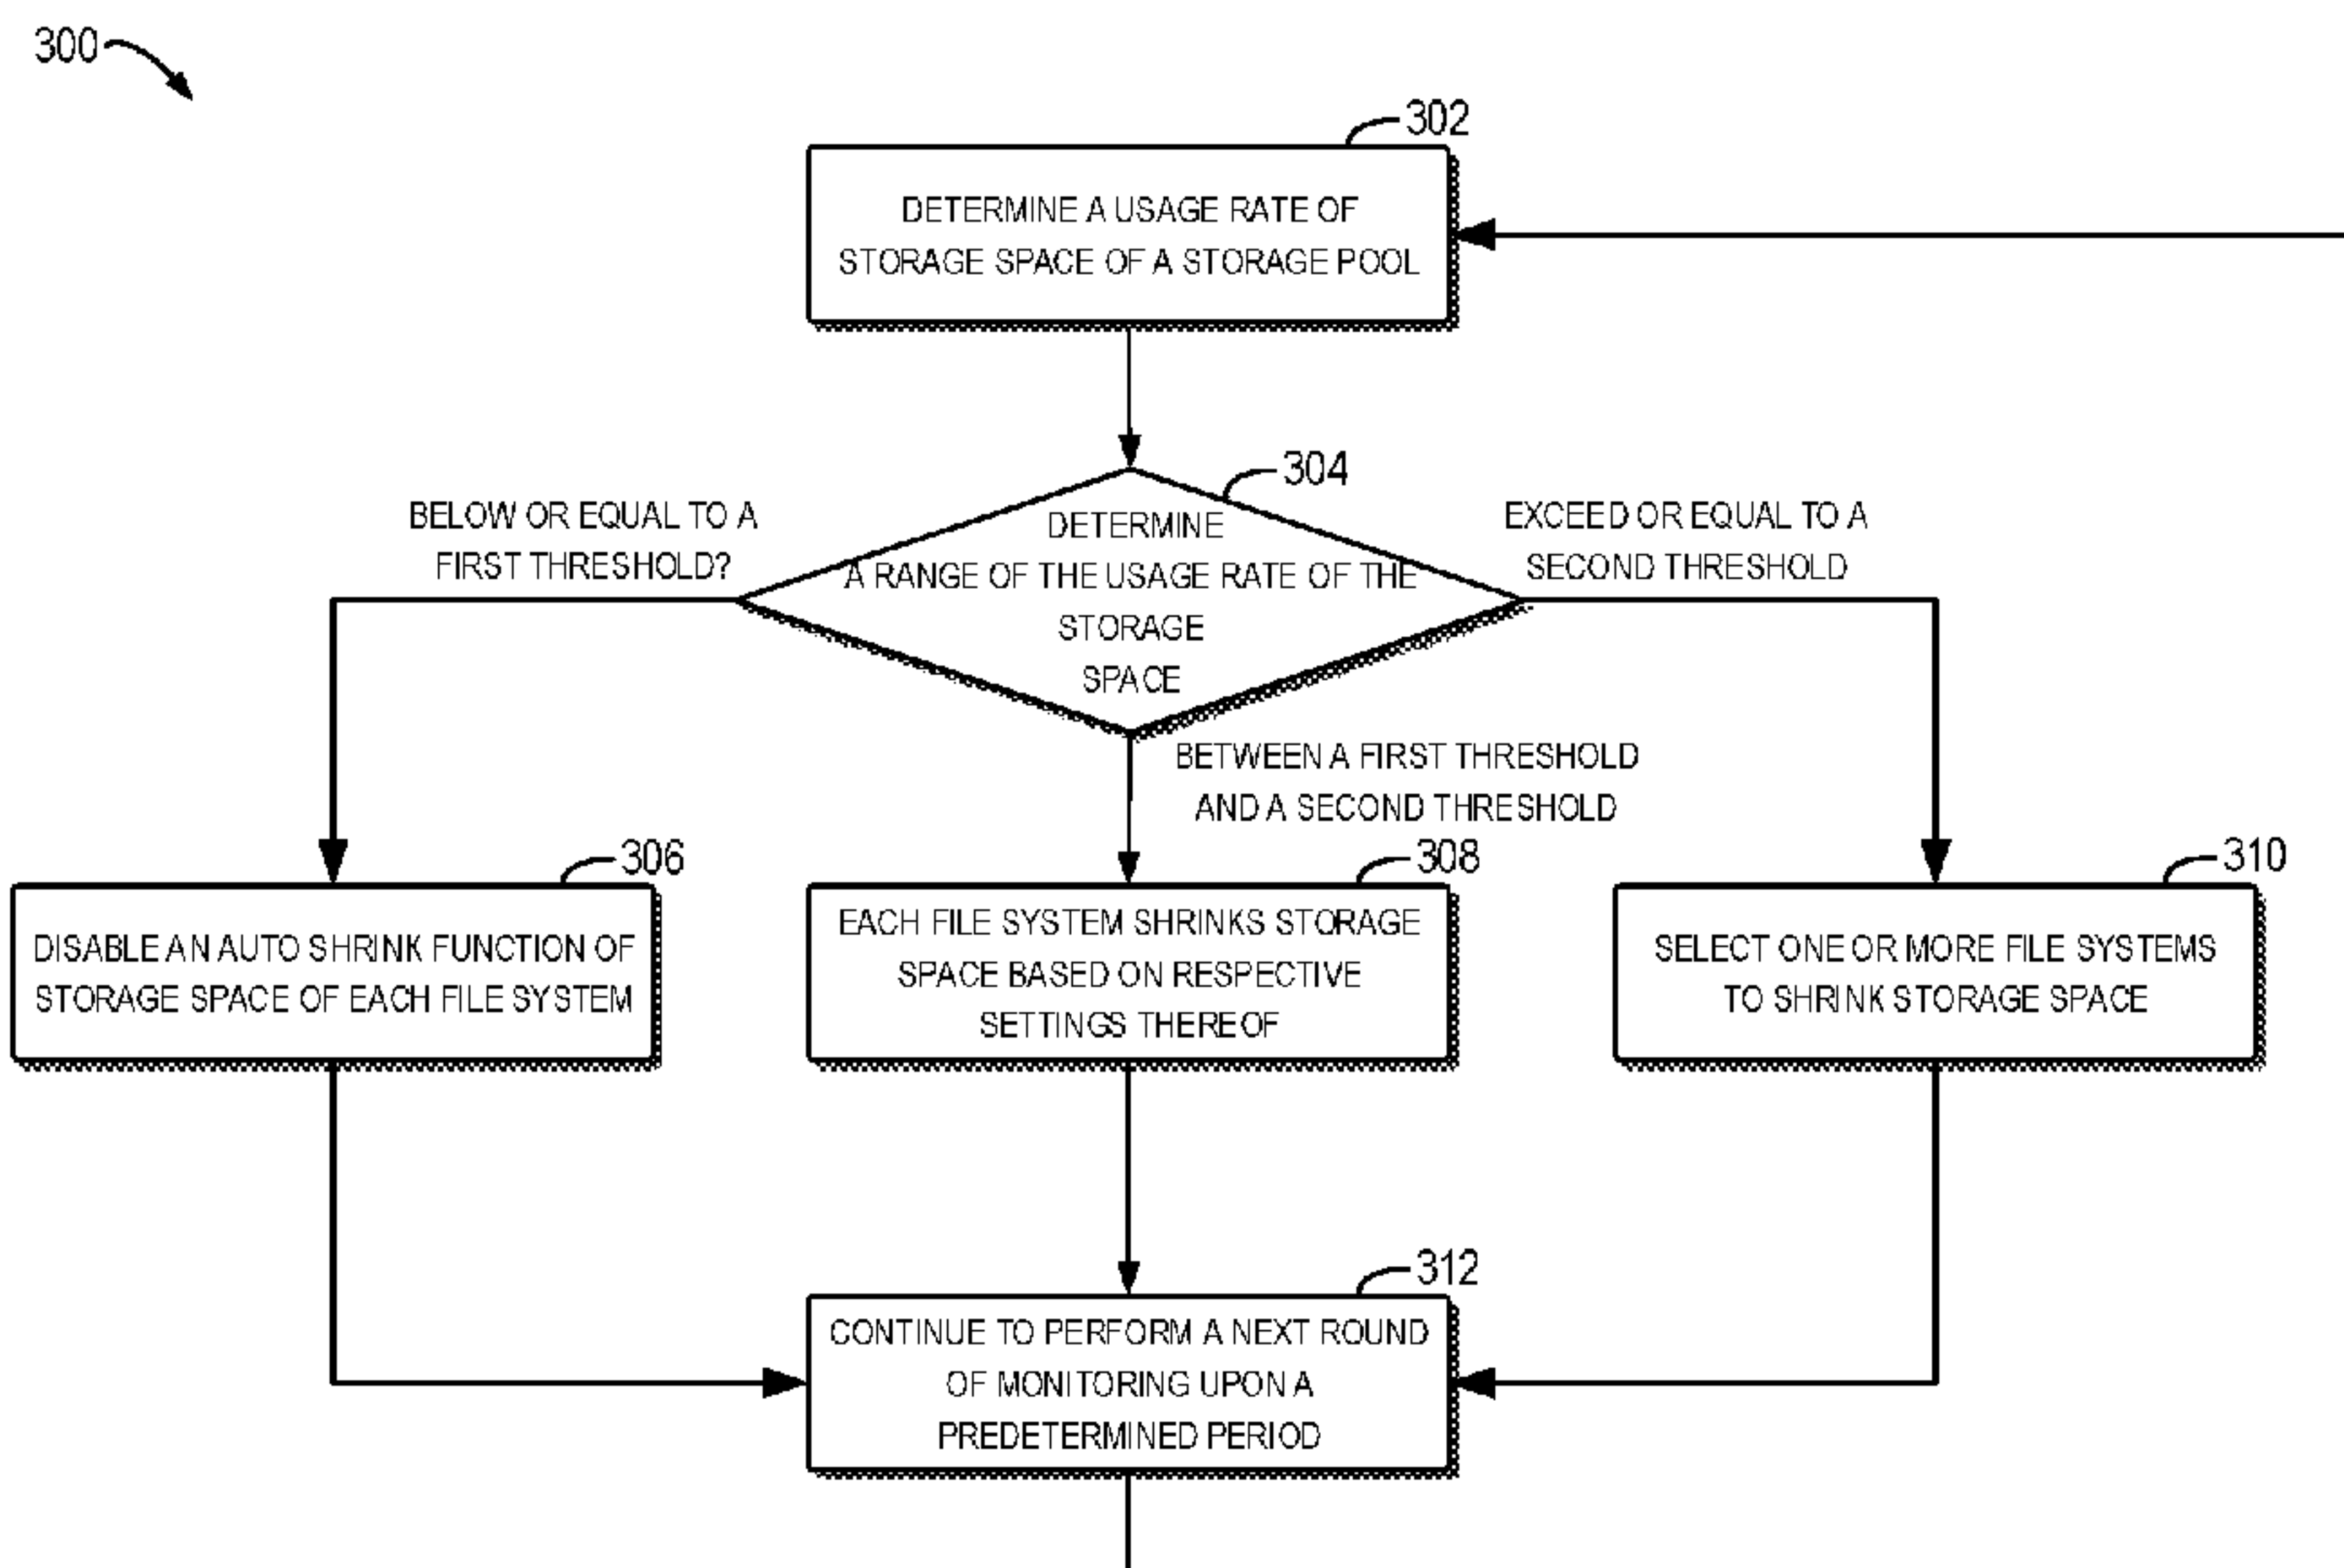 300
302
DETERMINE A USAGE RATE OF
STORAGE SPACE OF A STORAGE POOL
304
DETERMINE
A RANGE OF THE USAGE RATE OF THE
STORAGE
SPACE
BELOW OR EQUAL TO A
FIRST THRESHOLD?
EXCEED OR EQUAL TO A
SECOND THRESHOLD
BETWEEN A FIRST THRESHOLD
AND A SECOND THRESHOLD
306
DISABLE AN AUTO SHRINK FUNCTION OF
STORAGE SPACE OF EACH FILE SYSTEM
308
EACH FILE SYSTEM SHRINKS STORAGE
SPACE BASED ON RESPECTIVE
SETTINGS THEREOF
310
SELECT ONE OR MORE FILE SYSTEMS
TO SHRINK STORAGE SPACE
312
CONTINUE TO PERFORM A NEXT ROUND
OF MONITORING UPON A
PREDETERMINED PERIOD